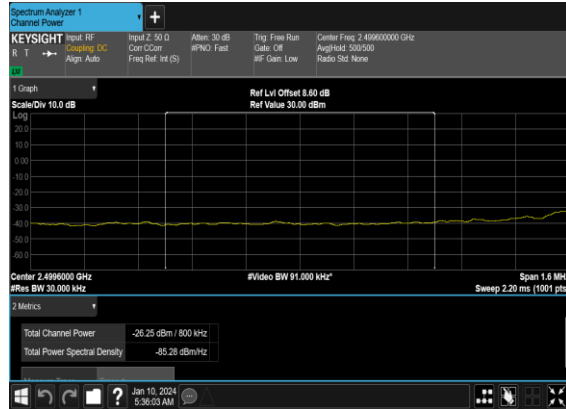 Spectrum Analyzer 1
Channel Power
+
KEYSIGHT
R T
Input: RF
Coupling: DC
Align: Auto
Input Z: 50 Ω
Corr CCorr
Freq Ref: Int (S)
Atten: 30 dB
#PNO: Fast
Trig: Free Run
Gate: Off
#IF Gain: Low
Center Freq: 2.499600000 GHz
Avg|Hold: 500/500
Radio Std: None
1 Graph
Ref Lvl Offset 8.60 dB
Scale/Div 10.0 dB
Ref Value 30.00 dBm
Log
20.0
10.0
0.00
-10.0
-20.0
-30.0
-40.0
-50.0
-60.0
Center 2.4996000 GHz
#Video BW 91.000 kHz*
Span 1.6 MH
#Res BW 30.000 kHz
Sweep 2.20 ms (1001 pts
2 Metrics
Total Channel Power
-26.25 dBm / 800 kHz
Total Power Spectral Density
-85.28 dBm/Hz
?
Jan 10, 2024
5:36:03 AM